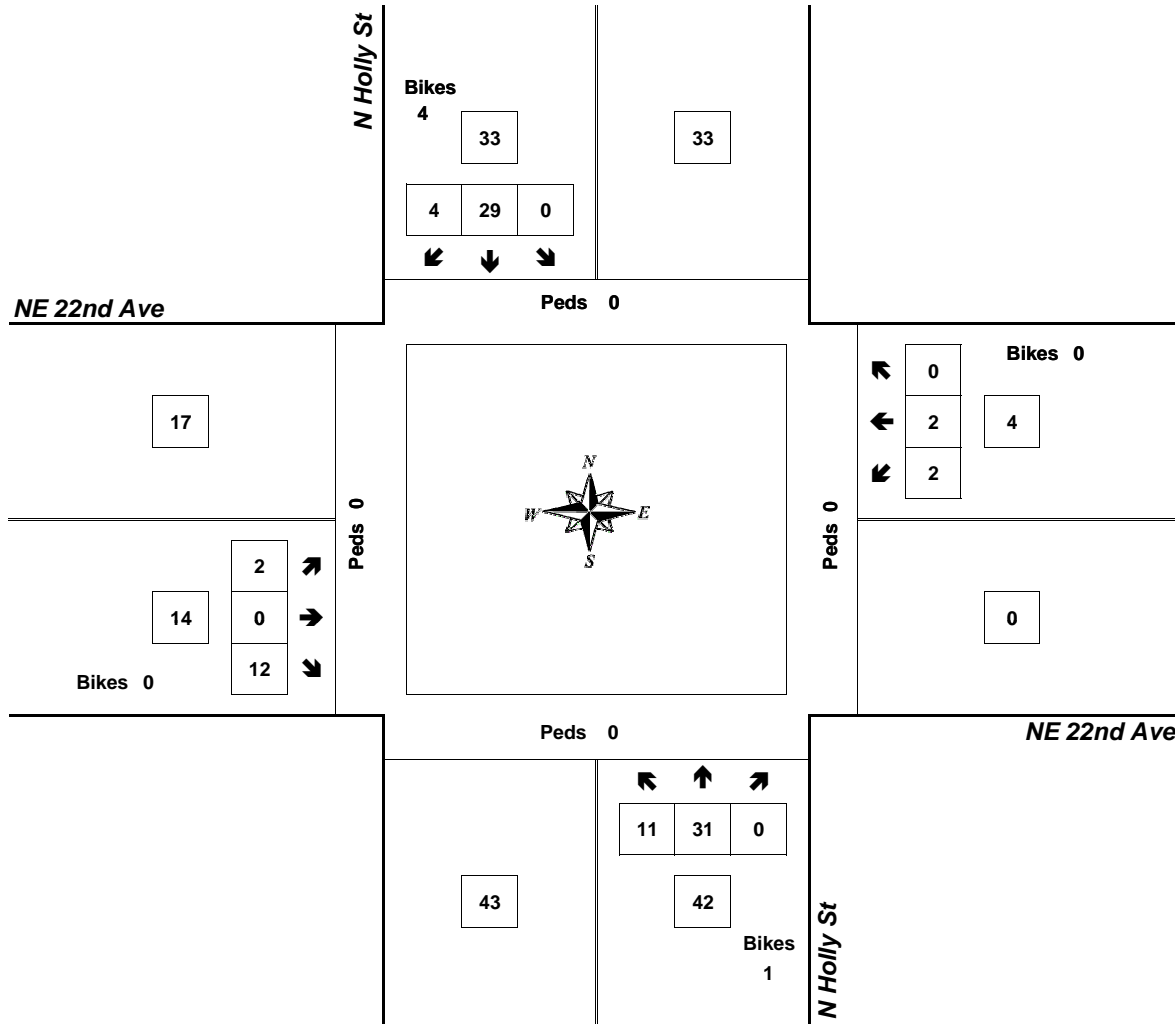 N Holly St
Bikes
4
33
33
4 29 0
Peds 0
NE 22nd Ave
Bikes 0
0
2
2
4
17
N
W E
S
Peds 0
Peds 0
2
0
12
14
Bikes 0
0
Peds 0
NE 22nd Ave
11 31 0
43
42
Bikes
1
N Holly St